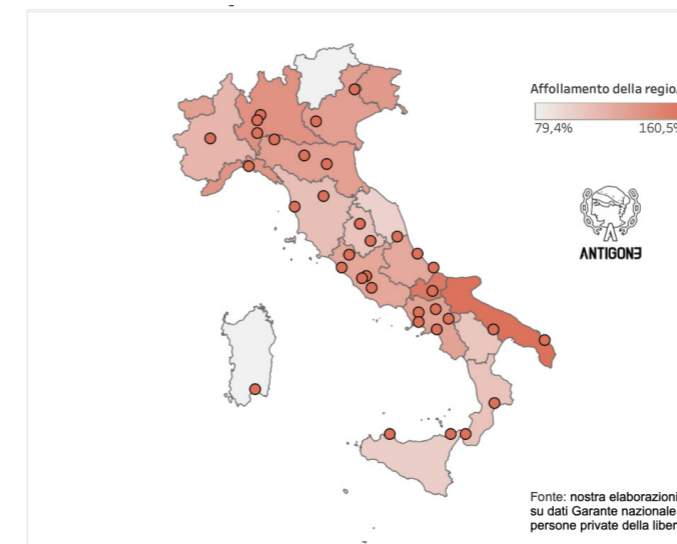 Affollamento della regio.
79,4% 160,5%
ANTIGONE
Fonte: nostra elaborazioni
su dati Garante nazionale
persone private della liber